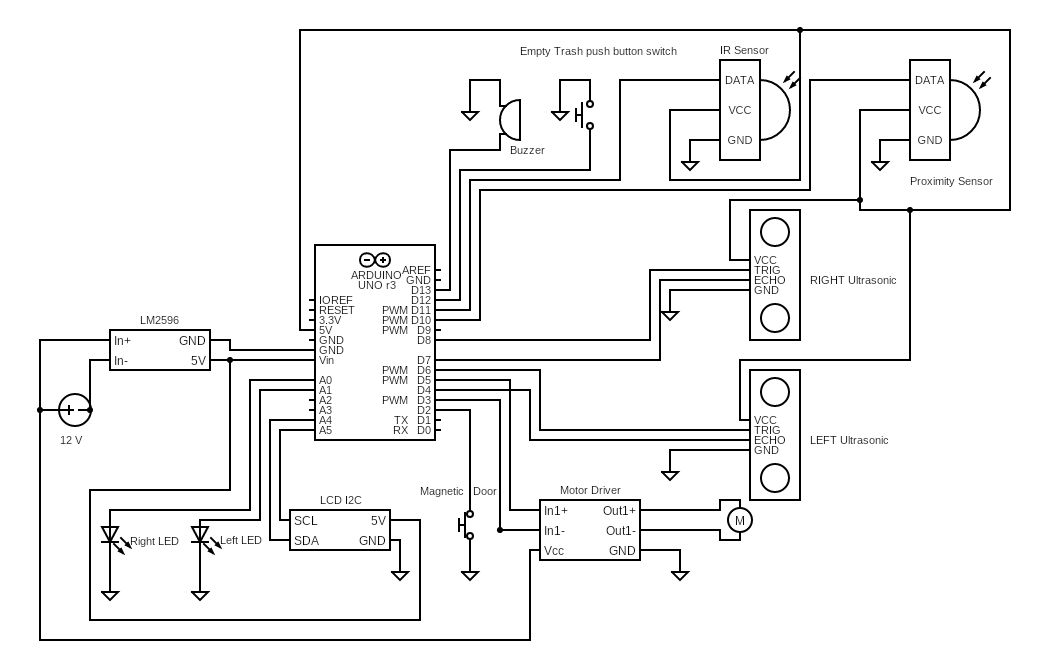 Empty Trash push button switch
IR Sensor
DATA
VCC
GND
DATA
VCC
GND
Buzzer
Proximity Sensor
ARDUINO
UNO r3
IOREF
RESET
3.3V
5V
GND
GND
Vin
A0
A1
A2
A3
A4
A5
AREF
GND
D13
D12
PWM D11
PWM D10
PWM D9
D8
D7
PWM D6
PWM D5
D4
PWM D3
D2
TX D1
RX D0
VCC
TRIG
ECHO
GND
RIGHT Ultrasonic
LM2596
In+ GND
In- 5V
12 V
VCC
TRIG
ECHO
GND
LEFT Ultrasonic
Magnetic Door
Motor Driver
In1+ Out1+
In1- Out1-
Vcc GND
M
LCD I2C
SCL 5V
SDA GND
Right LED
Left LED